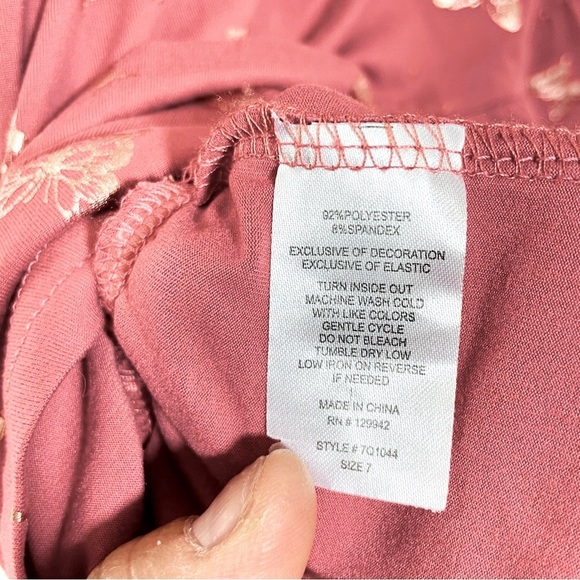 92%POLYESTER
8%SPANDEX
EXCLUSIVE OF DECORATION
EXCLUSIVE OF ELASTIC
TURN INSIDE OUT
MACHINE WASH COLD
WITH LIKE COLORS
GENTLE CYCLE
DO NOT BLEACH
TUMBLE DRY LOW
LOW IRON ON REVERSE
IF NEEDED
MADE IN CHINA
RN # 129942
STYLE # 7Q1044
SIZE 7